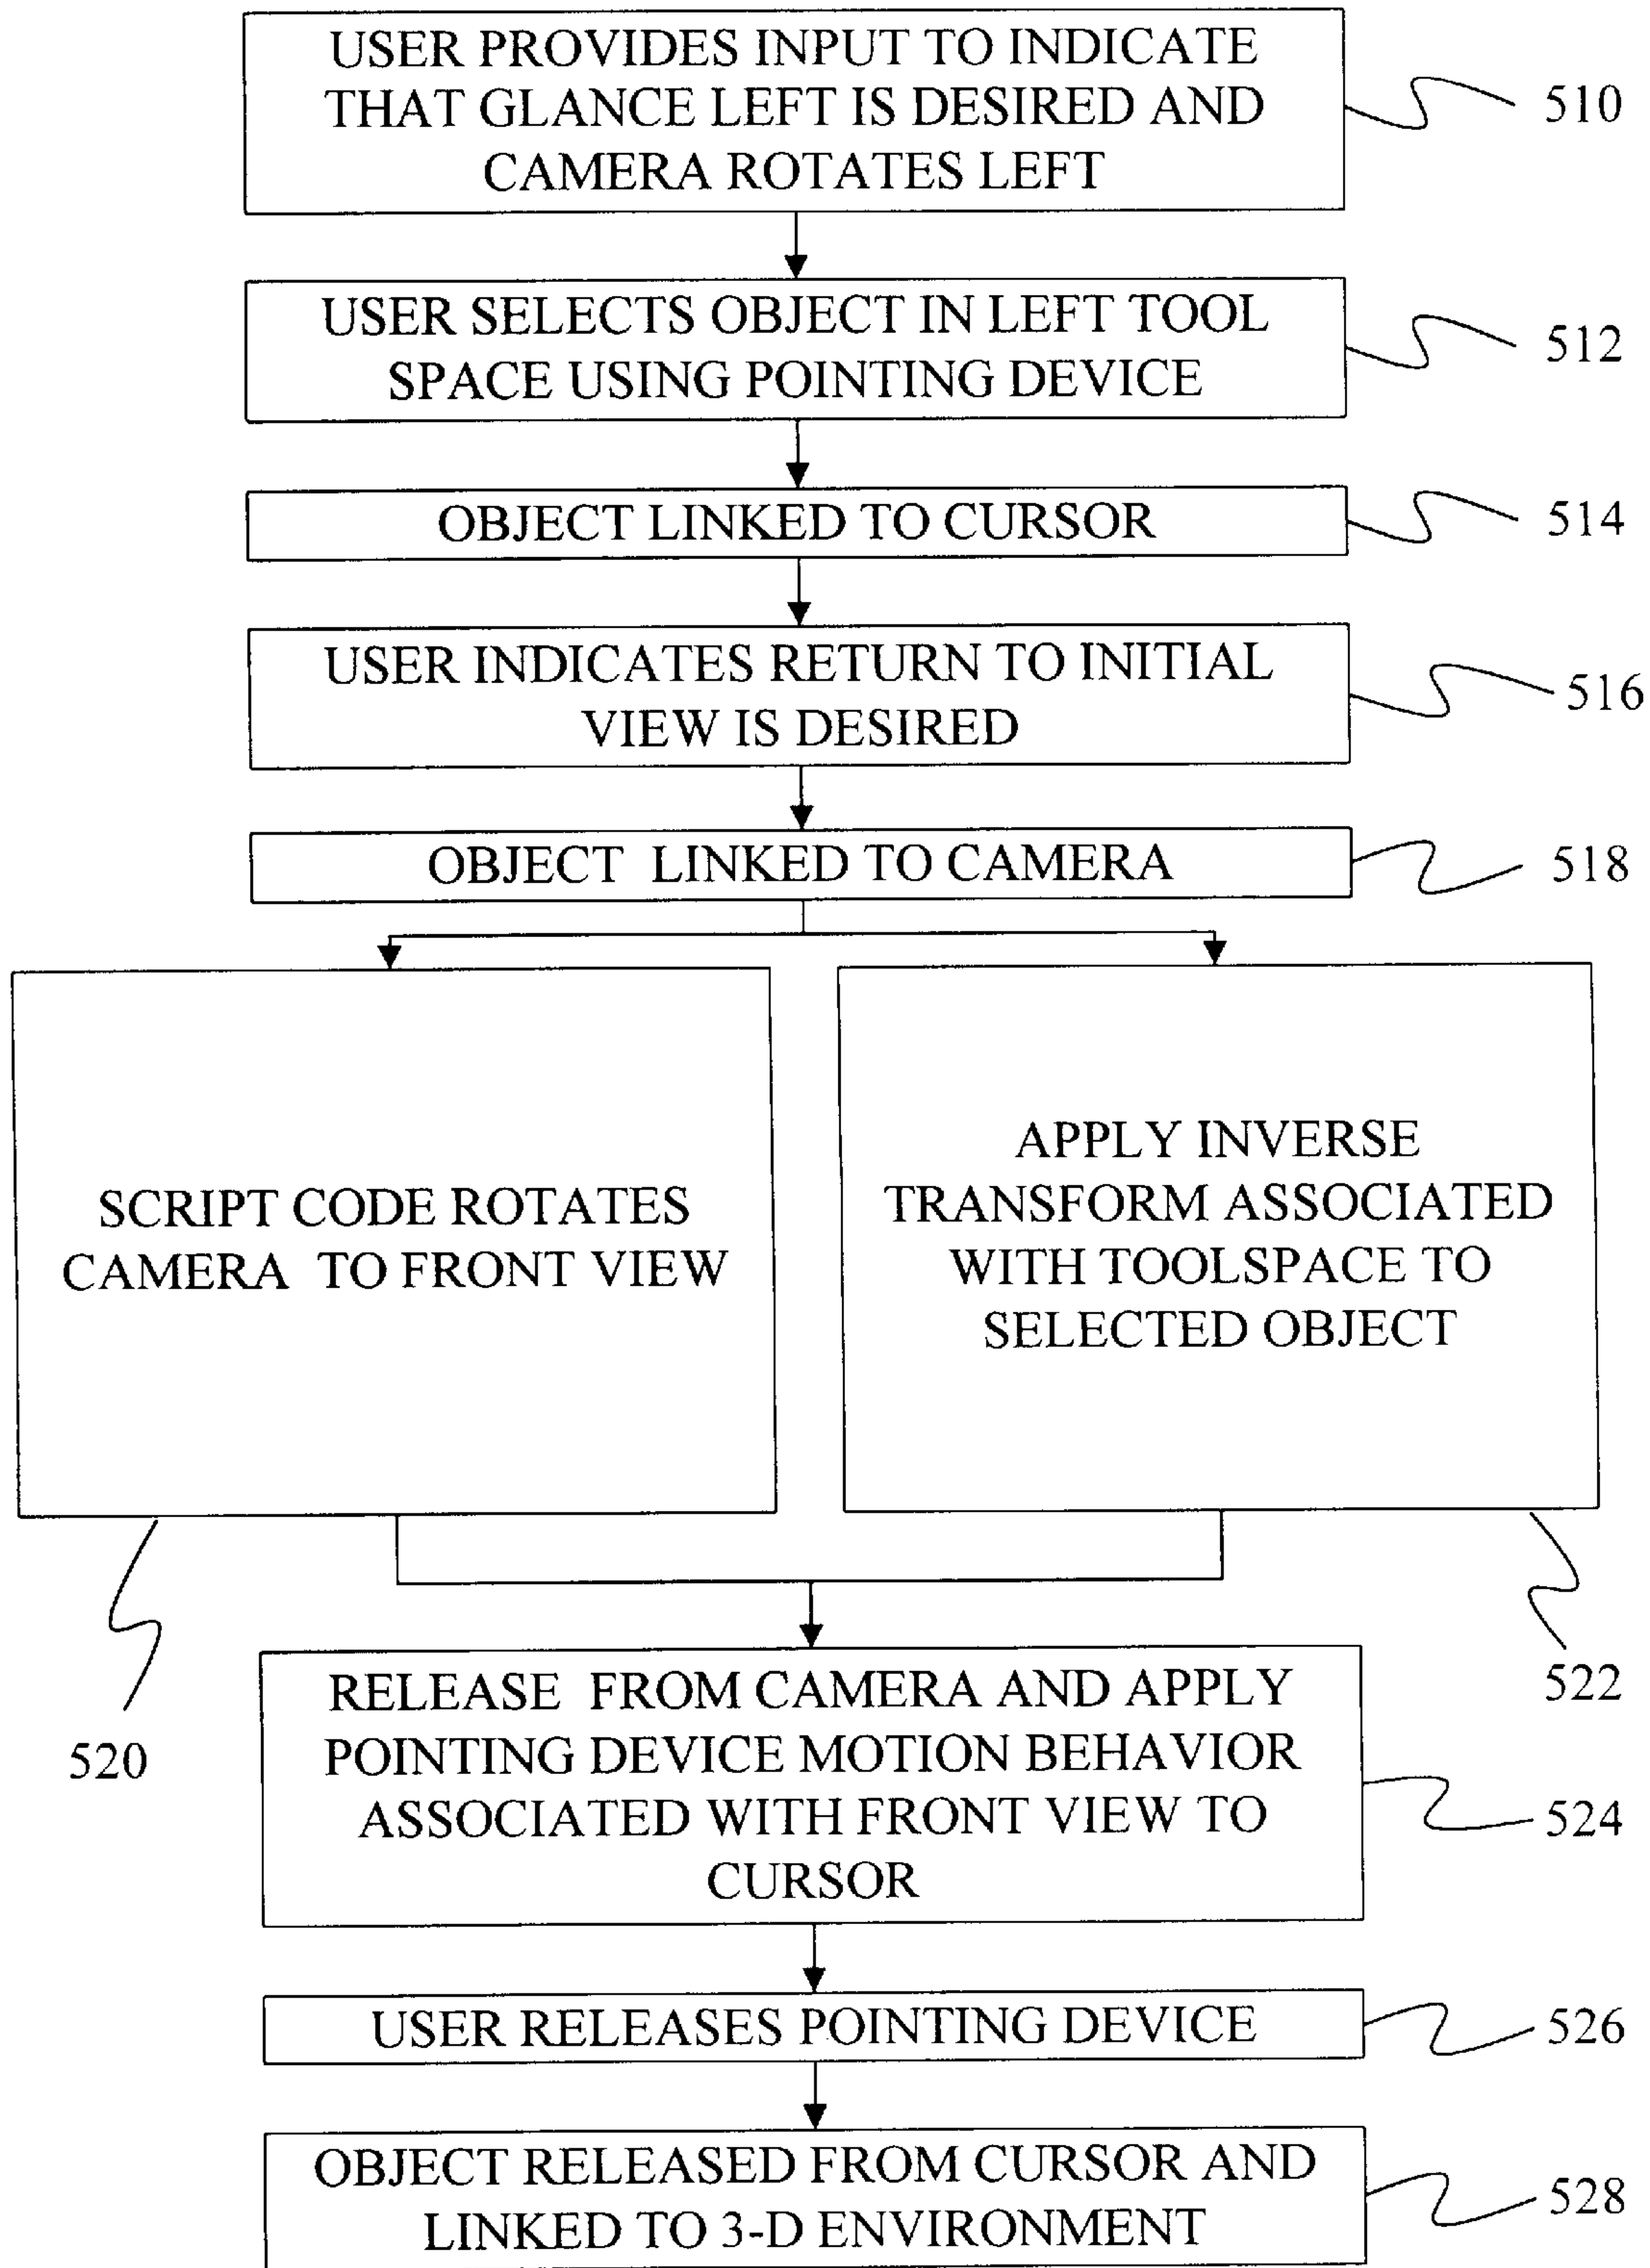 USER PROVIDES INPUT TO INDICATE
THAT GLANCE LEFT IS DESIRED AND
CAMERA ROTATES LEFT
510
USER SELECTS OBJECT IN LEFT TOOL
SPACE USING POINTING DEVICE
512
OBJECT LINKED TO CURSOR
514
USER INDICATES RETURN TO INITIAL
VIEW IS DESIRED
516
OBJECT LINKED TO CAMERA
518
SCRIPT CODE ROTATES
CAMERA TO FRONT VIEW
520
APPLY INVERSE
TRANSFORM ASSOCIATED
WITH TOOLSPACE TO
SELECTED OBJECT
522
RELEASE FROM CAMERA AND APPLY
POINTING DEVICE MOTION BEHAVIOR
ASSOCIATED WITH FRONT VIEW TO
CURSOR
524
USER RELEASES POINTING DEVICE
526
OBJECT RELEASED FROM CURSOR AND
LINKED TO 3-D ENVIRONMENT
528